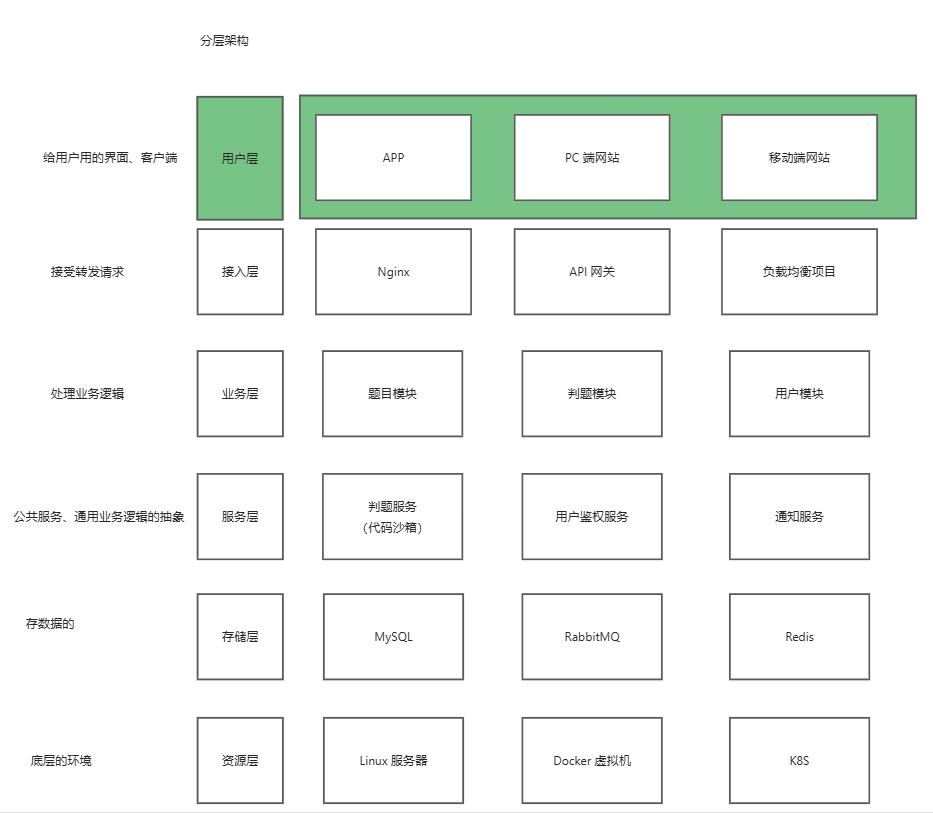 分层架构
给用户用的界面、客户端
用户层
APP
PC 端网站
移动端网站
接受转发请求
接入层
Nginx
API 网关
负载均衡项目
处理业务逻辑
业务层
题目模块
判题模块
用户模块
公共服务、通用业务逻辑的抽象
服务层
判题服务
（代码沙箱）
用户鉴权服务
通知服务
存数据的
存储层
MySQL
RabbitMQ
Redis
底层的环境
资源层
Linux 服务器
Docker 虚拟机
K8S